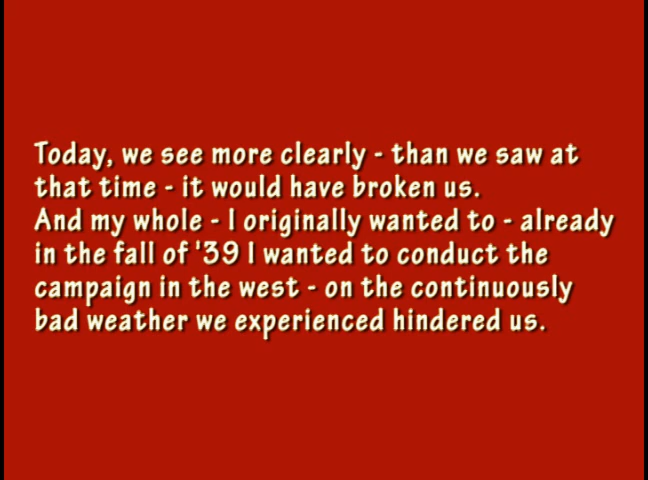 Today, we see more clearly - than we saw at
that time - it would have broken us.
And my whole - I originally wanted to - already
in the fall of '39 I wanted to conduct the
campaign in the west - on the continuously
bad weather we experienced hindered us.